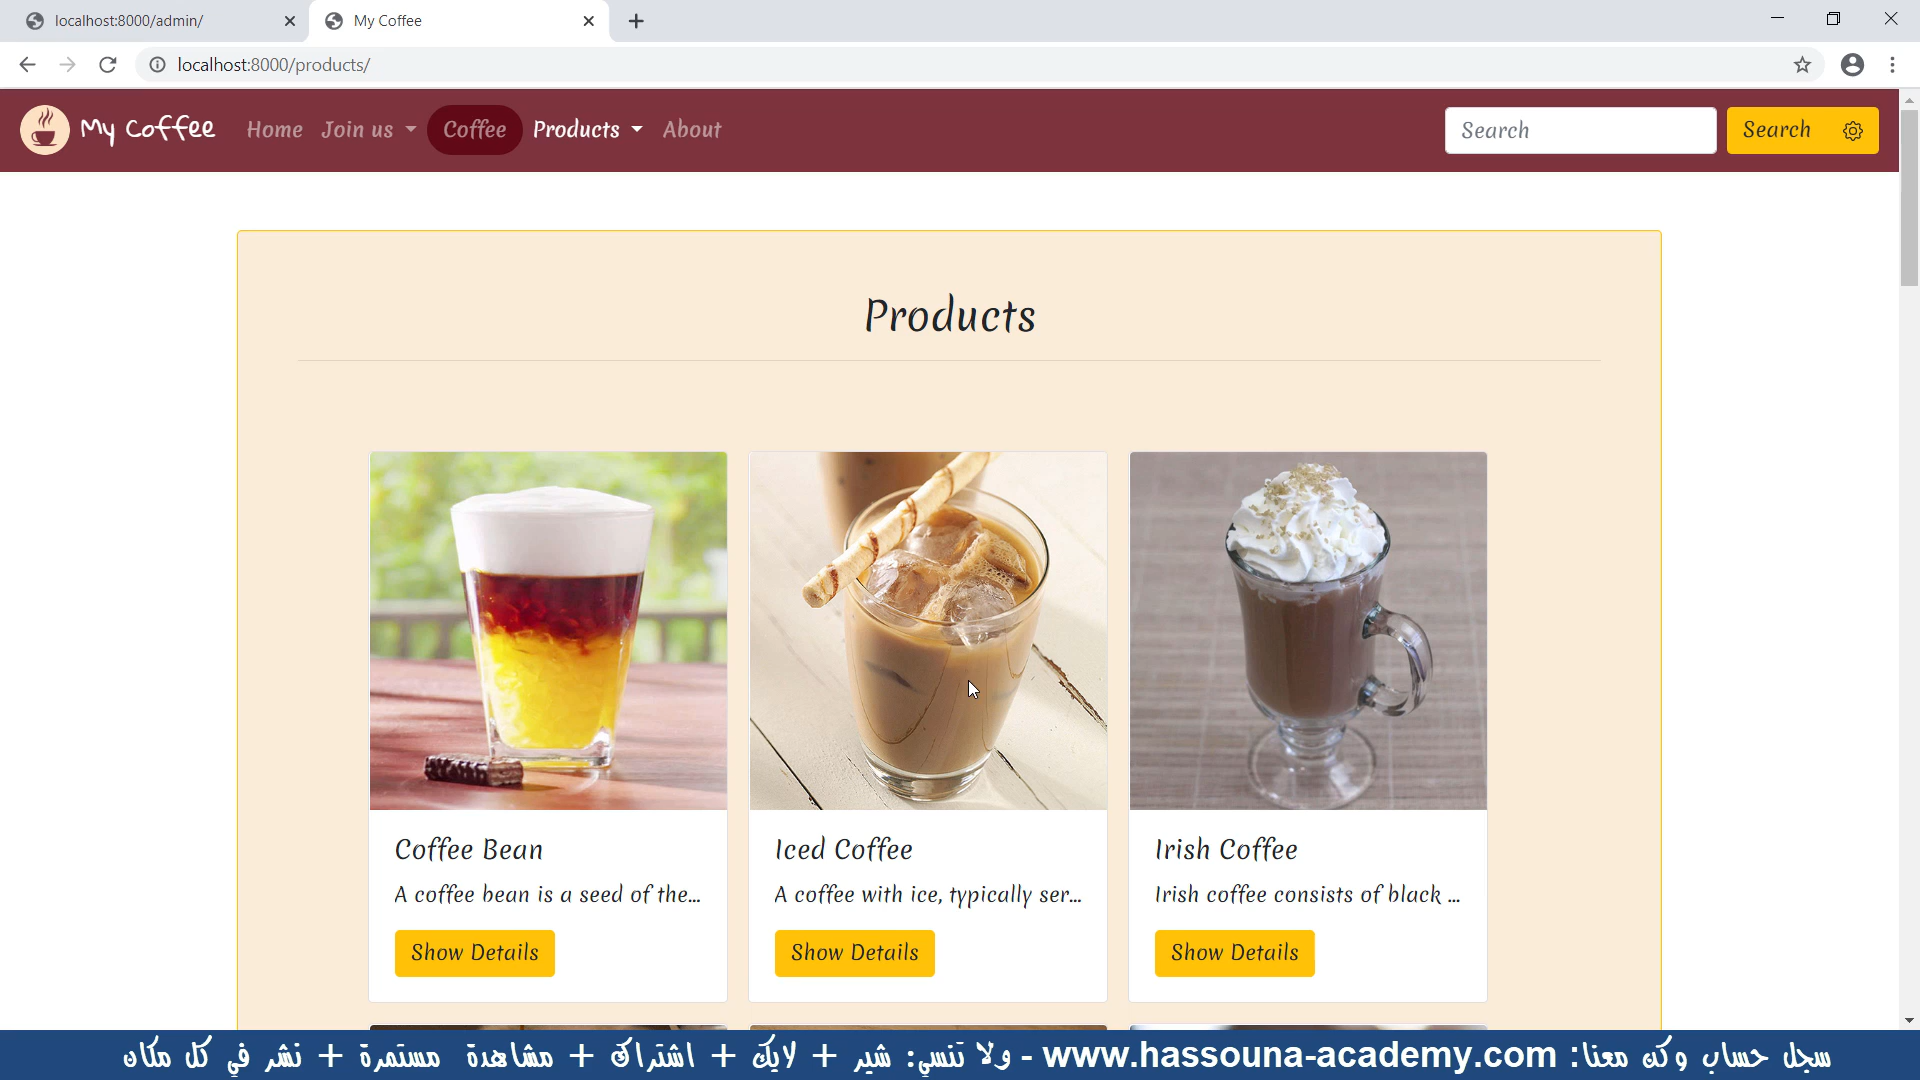 localhost:8000/admin/
My Coffee
localhost:8000/products/
My Coffee
Home
Join us
Coffee
Products
About
Search
Search
Products
Coffee Bean
A coffee bean is a seed of the...
Show Details
Iced Coffee
A coffee with ice, typically ser...
Show Details
Irish Coffee
Irish coffee consists of black ...
Show Details
سجل حساب وكن معنا: www.hassouna-academy.com - ولا تنسي: شير + لايك + اشتراك + مشاهدة مستمرة + نشر في كل مكان